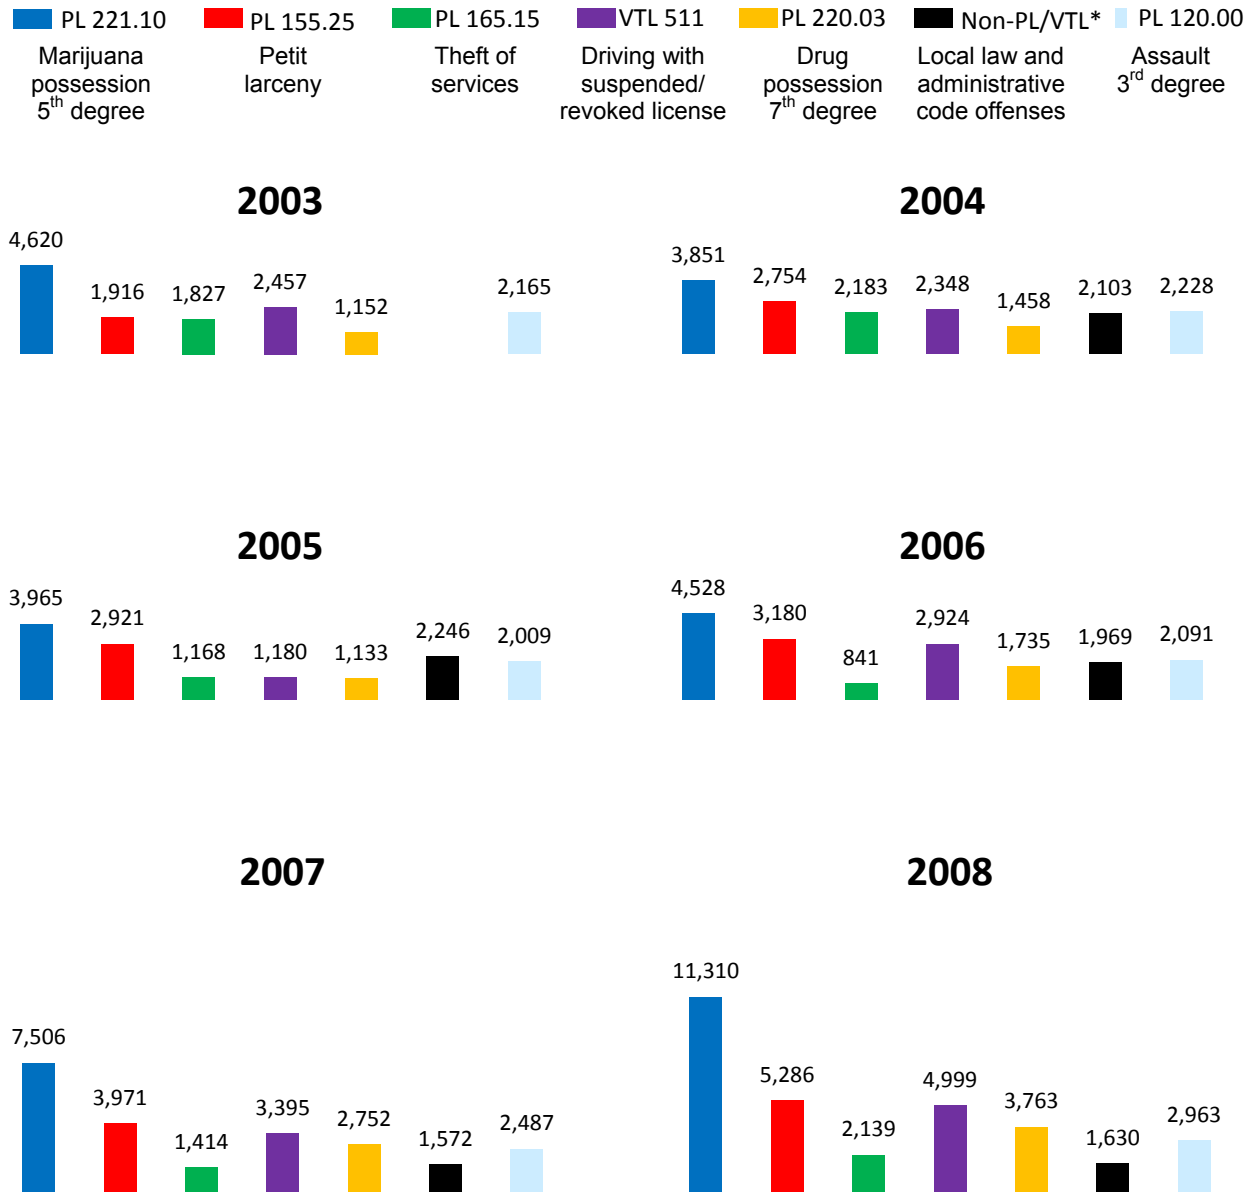 PL 221.10 PL 155.25 PL 165.15 VTL 511 PL 220.03 Non-PL/VTL* PL 120.00
Marijuana Petit Theft of Driving with Drug Local law and Assault
possession larceny services suspended/ possession administrative 3rd degree
5th degree revoked license 7th degree code offenses
2003 2004
4,620 1,916 1,827 2,457 1,152 2,165
3,851 2,754 2,183 2,348 1,458 2,103 2,228
2005 2006
3,965 2,921 1,168 1,180 1,133 2,246 2,009
4,528 3,180 841 2,924 1,735 1,969 2,091
2007 2008
7,506 3,971 1,414 3,395 2,752 1,572 2,487
11,310 5,286 2,139 4,999 3,763 1,630 2,963